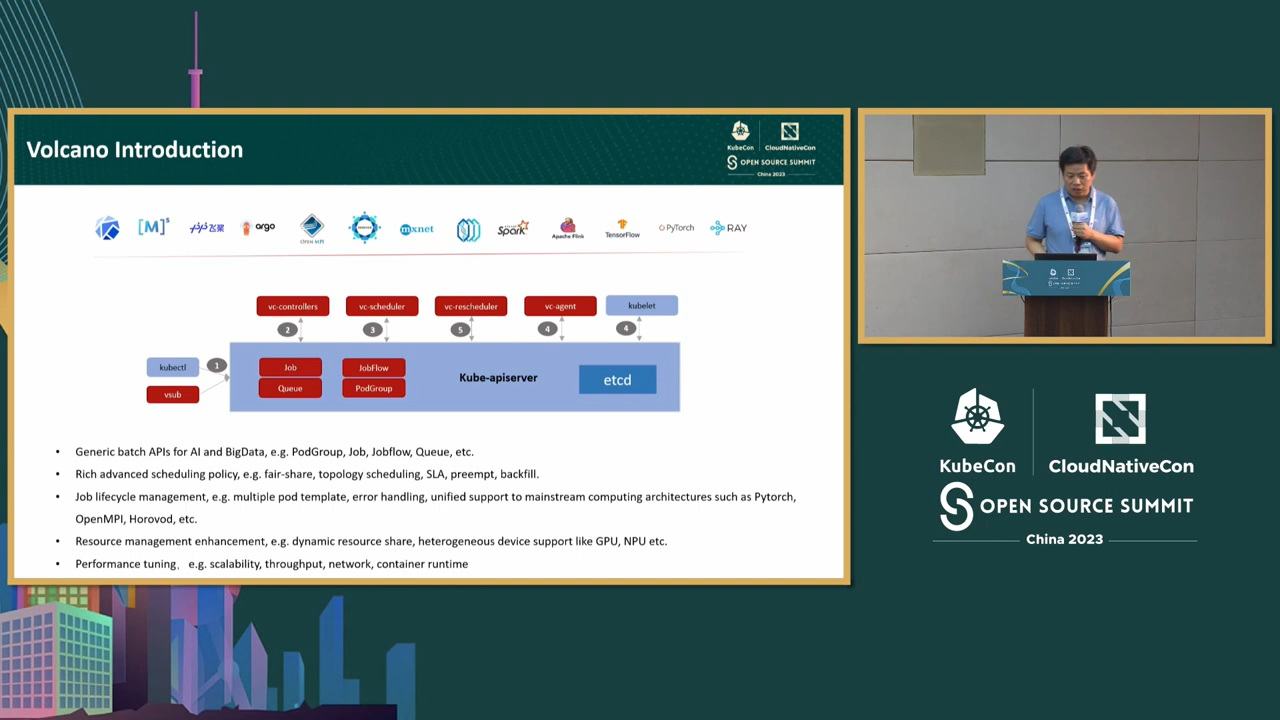 Volcano Introduction
KubeCon
CloudNativeCon
OPEN SOURCE SUMMIT
China 2023
[M]s
飞桨
argo
OPEN MPI
mxnet
Spark
Apache Flink
TensorFlow
PyTorch
RAY
vc-controllers
vc-scheduler
vc-rescheduler
vc-agent
kubelet
2
3
5
4
4
kubectl
1
vsub
Job
JobFlow
Queue
PodGroup
Kube-apiserver
etcd
• Generic batch APIs for AI and BigData, e.g. PodGroup, Job, Jobflow, Queue, etc.
• Rich advanced scheduling policy, e.g. fair-share, topology scheduling, SLA, preempt, backfill.
• Job lifecycle management, e.g. multiple pod template, error handling, unified support to mainstream computing architectures such as Pytorch,
OpenMPI, Horovod, etc.
• Resource management enhancement, e.g. dynamic resource share, heterogeneous device support like GPU, NPU etc.
• Performance tuning, e.g. scalability, throughput, network, container runtime
KubeCon
CloudNativeCon
OPEN SOURCE SUMMIT
China 2023